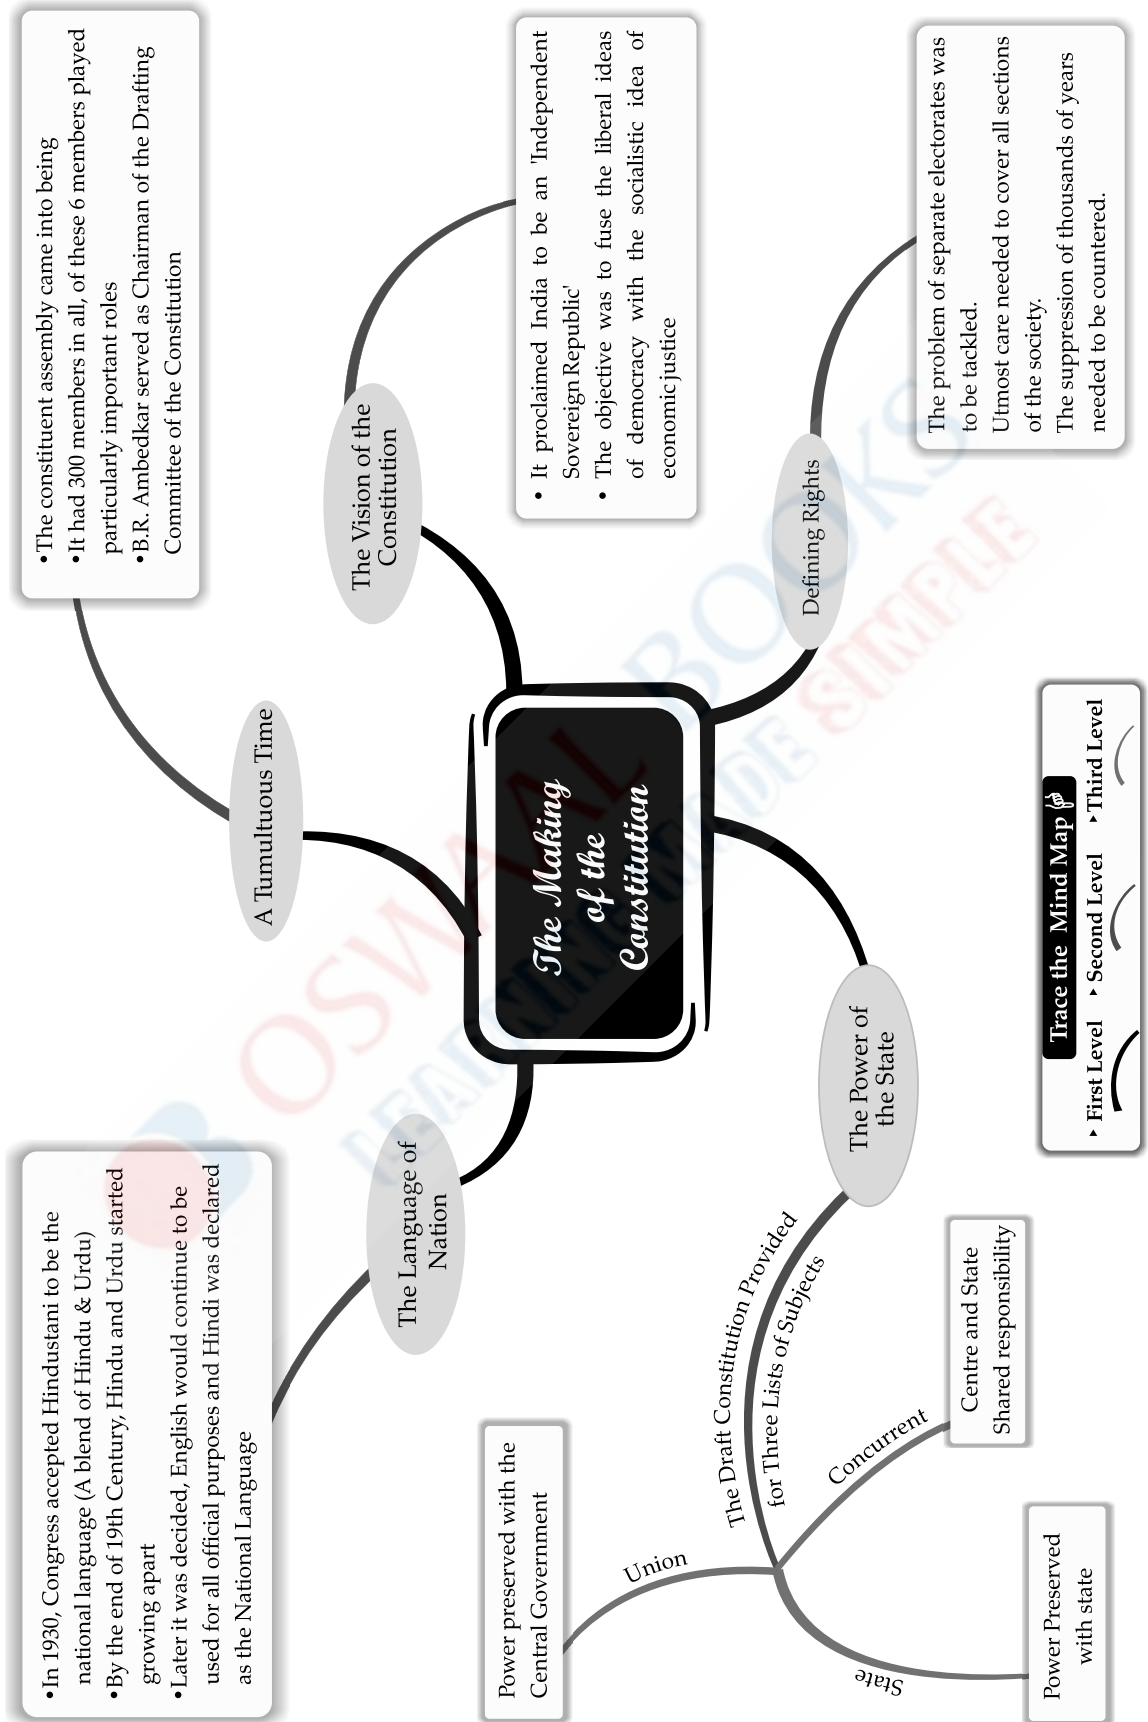 The Making
of the
Constitution
A Tumultuous Time
•The constituent assembly came into being
•It had 300 members in all, of these 6 members played
particularly important roles
•B.R. Ambedkar served as Chairman of the Drafting
Committee of the Constitution
The Vision of the
Constitution
• It proclaimed India to be an 'Independent
Sovereign Republic'
• The objective was to fuse the liberal ideas
of democracy with the socialistic idea of
economic justice
Defining Rights
The problem of separate electorates was
to be tackled.
Utmost care needed to cover all sections
of the society.
The suppression of thousands of years
needed to be countered.
The Power of
the State
The Draft Constitution Provided
for Three Lists of Subjects
Union
Power preserved with the
Central Government
Concurrent
Centre and State
Shared responsibility
State
Power Preserved
with state
The Language of
Nation
•In 1930, Congress accepted Hindustani to be the
national language (A blend of Hindu & Urdu)
•By the end of 19th Century, Hindu and Urdu started
growing apart
•Later it was decided, English would continue to be
used for all official purposes and Hindi was declared
as the National Language
Trace the Mind Map
First Level
Second Level
Third Level
OSWAAL BOOKS
LEARNING MADE SIMPLE